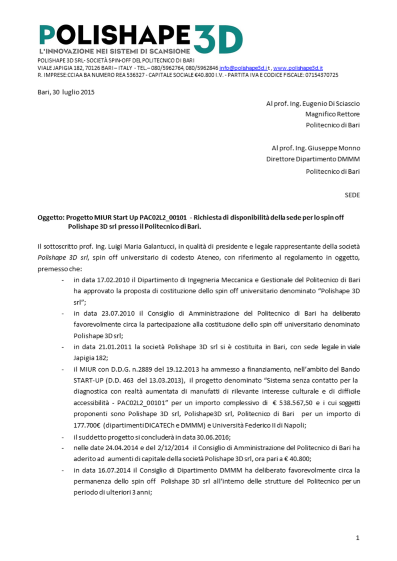 POLISHAPE3D
L'INNOVAZIONE NEI SISTEMI DI SCANSIONE
POLISHAPE 3D SRL- SOCIETÀ SPIN-OFF DEL POLITECNICO DI BARI
VIALE JAPIGIA 182, 70126 BARI – ITALY - TEL.– 080/5962764, 080/5962846 info@polishape3d.it, www.polishape3d.it
R. IMPRESE:CCIAA BA NUMERO REA 536327 - CAPITALE SOCIALE €40.800 I.V. - PARTITA IVA E CODICE FISCALE: 07154370725
Bari, 30 luglio 2015
Al prof. Ing. Eugenio Di Sciascio
Magnifico Rettore
Politecnico di Bari
Al prof. Ing. Giuseppe Monno
Direttore Dipartimento DMMM
Politecnico di Bari
SEDE
Oggetto: Progetto MIUR Start Up PAC02L2_00101 - Richiesta di disponibilità della sede per lo spin off
Polishape 3D srl presso il Politecnico di Bari.
Il sottoscritto prof. Ing. Luigi Maria Galantucci, in qualità di presidente e legale rappresentante della società
Polishape 3D srl, spin off universitario di codesto Ateneo, con riferimento al regolamento in oggetto,
premesso che:
- in data 17.02.2010 il Dipartimento di Ingegneria Meccanica e Gestionale del Politecnico di Bari
ha approvato la proposta di costituzione dello spin off universitario denominato "Polishape 3D
srl";
- in data 23.07.2010 il Consiglio di Amministrazione del Politecnico di Bari ha deliberato
favorevolmente circa la partecipazione alla costituzione dello spin off universitario denominato
Polishape 3D srl;
- in data 21.01.2011 la società Polishape 3D srl si è costituita in Bari, con sede legale in viale
Japigia 182;
- il MIUR con D.D.G. n.2889 del 19.12.2013 ha ammesso a finanziamento, nell'ambito del Bando
START-UP (D.D. 463 del 13.03.2013), il progetto denominato "Sistema senza contatto per la
diagnostica con realtà aumentata di manufatti di rilevante interesse culturale e di difficile
accessibilità - PAC02L2_00101" per un importo complessivo di € 538.567,50 e i cui soggetti
proponenti sono Polishape 3D srl, Polishape3D srl, Politecnico di Bari per un importo di
177.700€ (dipartimenti DICATECh e DMMM) e Università Federico II di Napoli;
- il suddetto progetto si concluderà in data 30.06.2016;
- nelle date 24.04.2014 e del 2/12/2014 il Consiglio di Amministrazione del Politecnico di Bari ha
aderito ad aumenti di capitale della società Polishape 3D srl, ora pari a € 40.800;
- in data 16.07.2014 il Consiglio di Dipartimento DMMM ha deliberato favorevolmente circa la
permanenza dello spin off Polishape 3D srl all'interno delle strutture del Politecnico per un
periodo di ulteriori 3 anni;
1